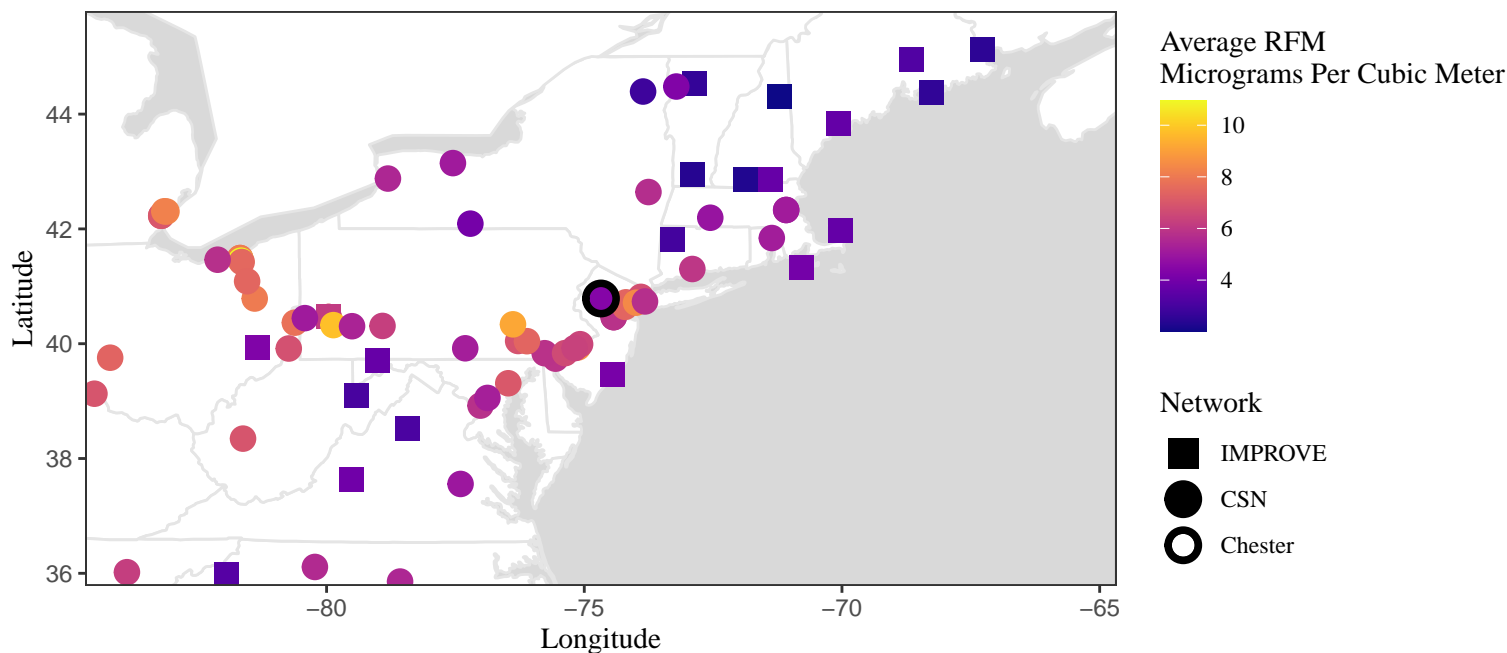 44
42
40
38
36
−80
−75
−70
−65
Latitude
Longitude
Average RFM
Micrograms Per Cubic Meter
10
8
6
4
Network
IMPROVE
CSN
Chester